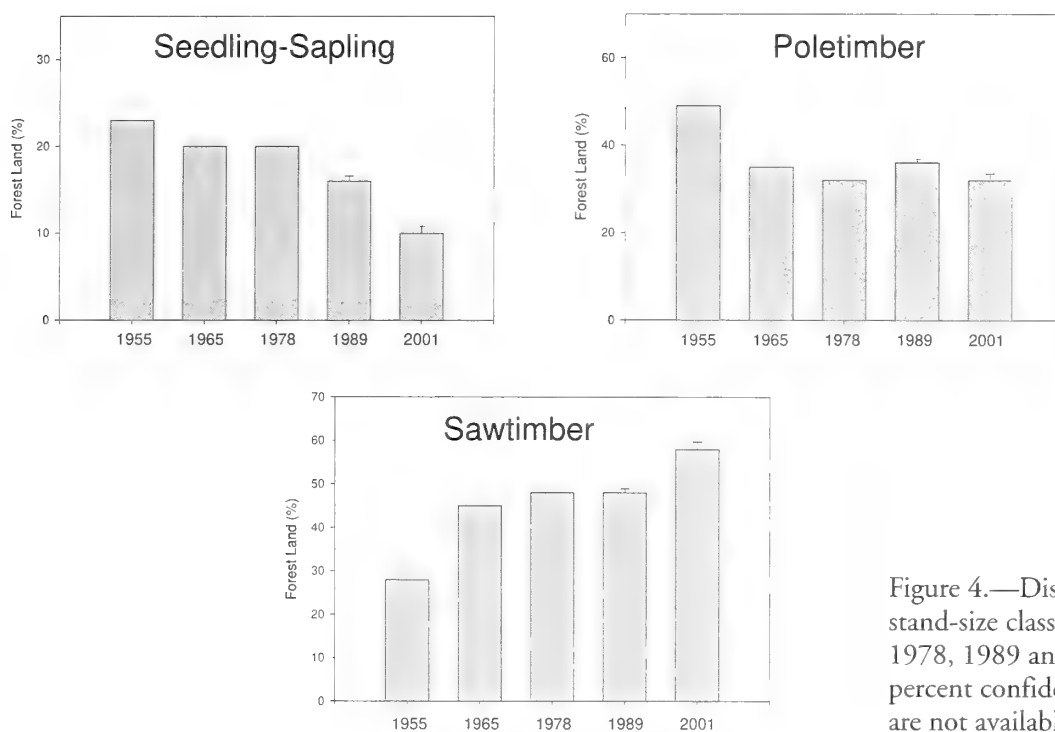 Seedling-Sapling
Forest Land (%)
30
20
10
0
1955 1965 1978 1989 2001
Poletimber
Forest Land (%)
60
40
20
0
1955 1965 1978 1989 2001
Sawtimber
Forest Land (%)
70
60
50
40
30
20
10
0
1955 1965 1978 1989 2001
Figure 4.—Dis
stand-size class
1978, 1989 an
percent confide
are not availabl